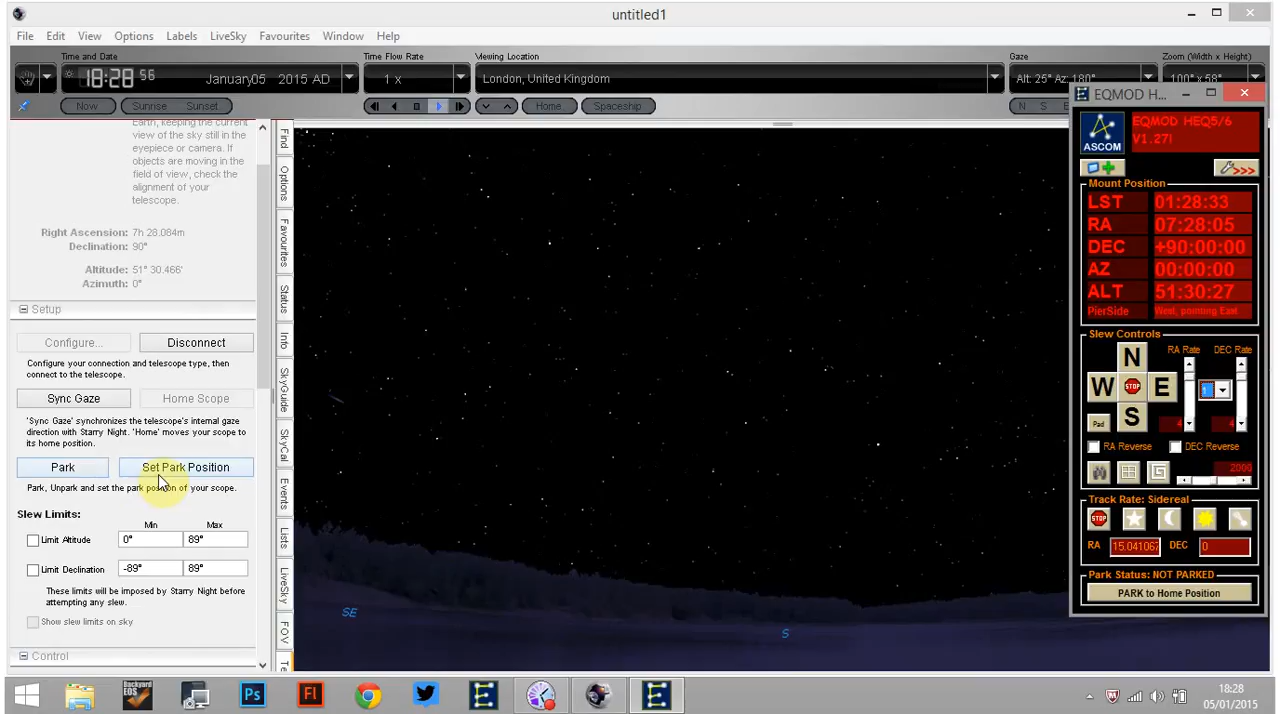 untitled1
File Edit View Options Labels LiveSky Favourites Window Help
Time and Date Time Flow Rate Viewing Location Gaze Zoom (Width x Height)
18:28 56 January05 2015 AD 1 x London, United Kingdom Alt: 25° Az: 180° 100° x 58°
Now Sunrise Sunset Home... Spaceship N S E
Earth, keeping the current
view of the sky still in the
eyepiece or camera. If
objects are moving in the
field of view, check the
alignment of your
telescope.
Right Ascension: 7h 28.084m
Declination: 90°
Altitude: 51° 30.466'
Azimuth: 0°
Setup
Configure... Disconnect
Configure your connection and telescope type, then
connect to the telescope.
Sync Gaze Home Scope
'Sync Gaze' synchronizes the telescope's internal gaze
direction with Starry Night. 'Home' moves your scope to
its home position.
Park Set Park Position
Park, Unpark and set the park position of your scope.
Slew Limits:
Min Max
Limit Altitude 0° 89°
Limit Declination -89° 89°
These limits will be imposed by Starry Night before
attempting any slew.
Show slew limits on sky
Control
Find
Options
Favourites
Status
Info
SkyGuide
SkyCal
Events
Lists
LiveSky
FOV
Te
SE
S
EQMOD H...
ASCOM
EQMOD HEQ5/6
Mount Position
LST 01:28:33
RA 07:28:05
DEC +90:00:00
AZ 00:00:00
ALT 51:30:27
PierSide West, pointing East
Slew Controls
RA Rate DEC Rate
N
W STOP E
S
Pad 4 4
RA Reverse DEC Reverse
2000
Track Rate: Sidereal
STOP
RA 15.041067 DEC 0
Park Status: NOT PARKED
PARK to Home Position
Backyard
EOS
Ps
Fl
18:28
05/01/2015